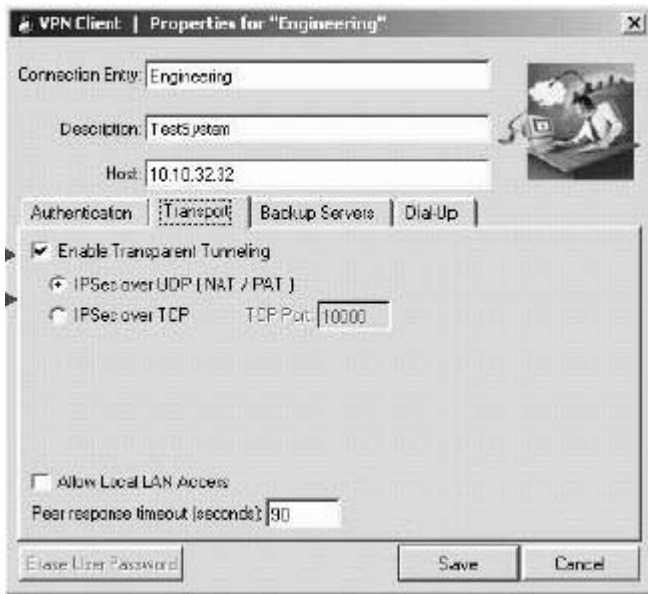 VPN Client | Properties for "Engineering"
Connection Entry: Engineering
Description: TestSystem
Host: 10.10.32.32
Authentication Transport Backup Servers Dial-Up
Enable Transparent Tunneling
IPSec over UDP ( NAT / PAT )
IPSec over TCP TCP Port: 10000
Allow Local LAN Access
Peer response timeout (seconds): 90
Erase User Password Save Cancel